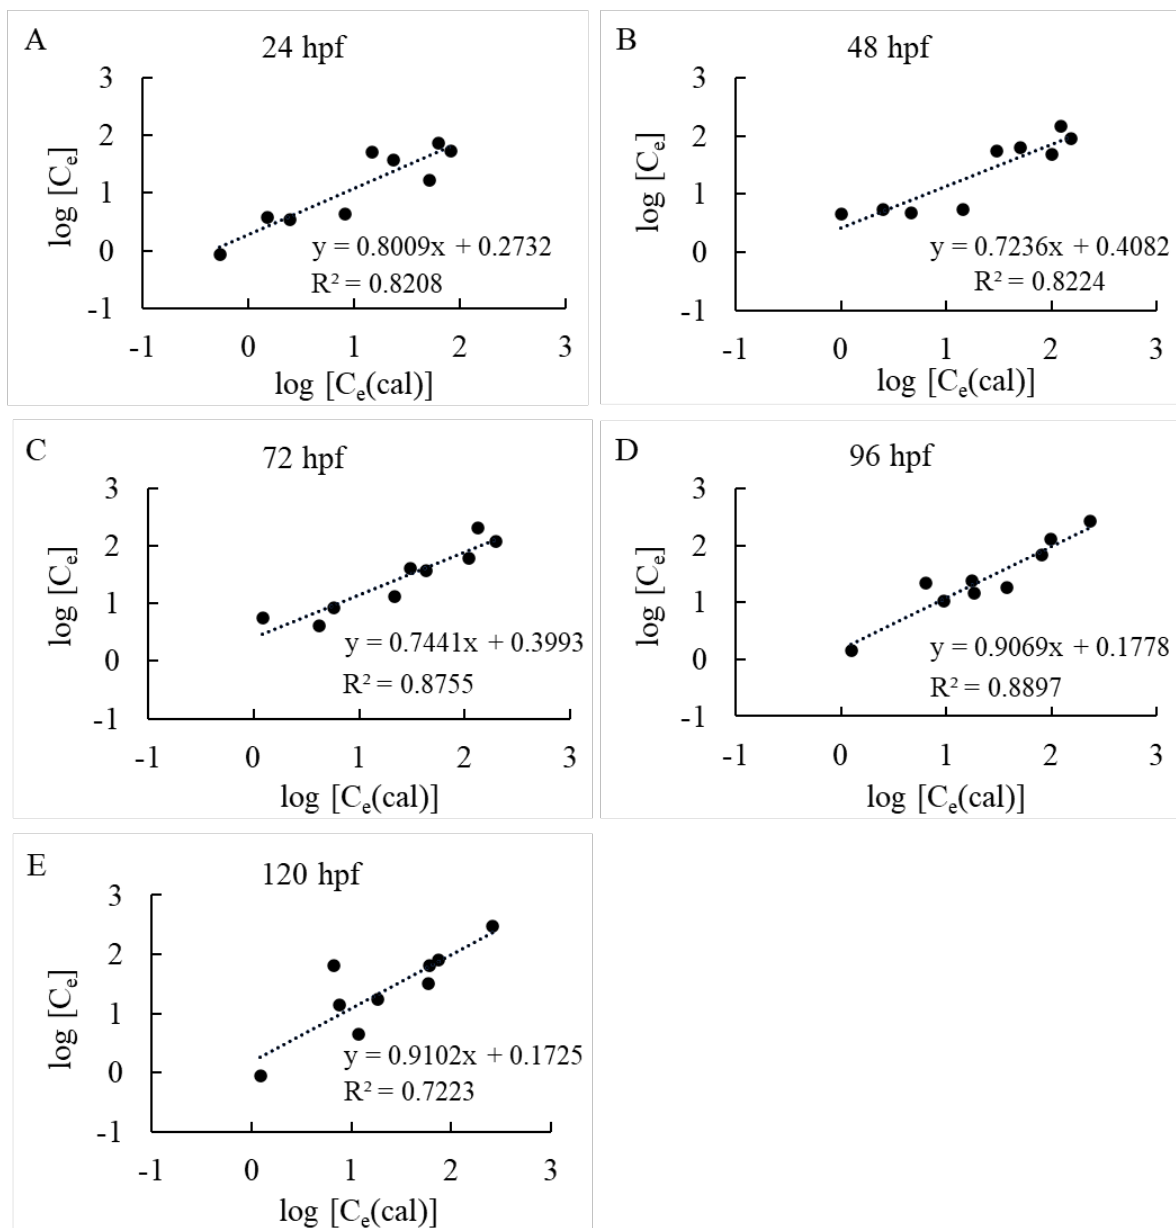 A
24 hpf
3
2
1
0
-1
log [Cₑ]
y = 0.8009x + 0.2732
R² = 0.8208
-1 0 1 2 3
log [Cₑ(cal)]
B
48 hpf
3
2
1
0
-1
log [Cₑ]
y = 0.7236x + 0.4082
R² = 0.8224
-1 0 1 2 3
log [Cₑ(cal)]
C
72 hpf
3
2
1
0
-1
log [Cₑ]
y = 0.7441x + 0.3993
R² = 0.8755
-1 0 1 2 3
log [Cₑ(cal)]
D
96 hpf
3
2
1
0
-1
log [Cₑ]
y = 0.9069x + 0.1778
R² = 0.8897
-1 0 1 2 3
log [Cₑ(cal)]
E
120 hpf
3
2
1
0
-1
log [Cₑ]
y = 0.9102x + 0.1725
R² = 0.7223
-1 0 1 2 3
log [Cₑ(cal)]